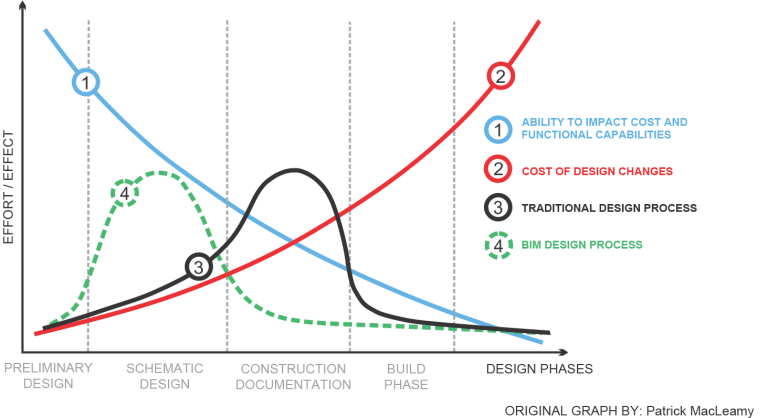 EFFORT / EFFECT
1
2
3
4
1 ABILITY TO IMPACT COST AND
FUNCTIONAL CAPABILITIES
2 COST OF DESIGN CHANGES
3 TRADITIONAL DESIGN PROCESS
4 BIM DESIGN PROCESS
PRELIMINARY
DESIGN
SCHEMATIC
DESIGN
CONSTRUCTION
DOCUMENTATION
BUILD
PHASE
DESIGN PHASES
ORIGINAL GRAPH BY: Patrick MacLeamy